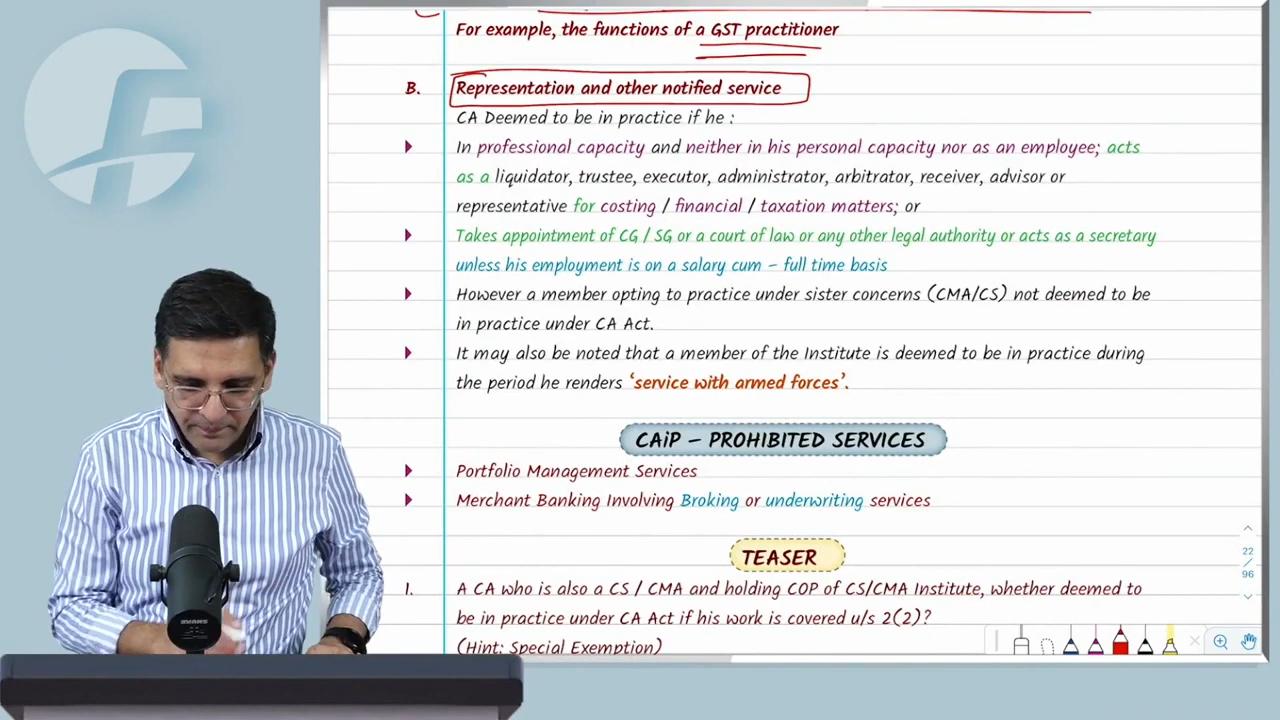 For example, the functions of a GST practitioner
B. Representation and other notified service
CA Deemed to be in practice if he :
In professional capacity and neither in his personal capacity nor as an employee; acts
as a liquidator, trustee, executor, administrator, arbitrator, receiver, advisor or
representative for costing / financial / taxation matters; or
Takes appointment of CG / SG or a court of law or any other legal authority or acts as a secretary
unless his employment is on a salary cum – full time basis
However a member opting to practice under sister concerns (CMA/CS) not deemed to be
in practice under CA Act.
It may also be noted that a member of the Institute is deemed to be in practice during
the period he renders ‘service with armed forces’.
CAiP – PROHIBITED SERVICES
Portfolio Management Services
Merchant Banking Involving Broking or underwriting services
TEASER
1. A CA who is also a CS / CMA and holding COP of CS/CMA Institute, whether deemed to
be in practice under CA Act if his work is covered u/s 2(2)?
(Hint: Special Exemption)
22
/
96